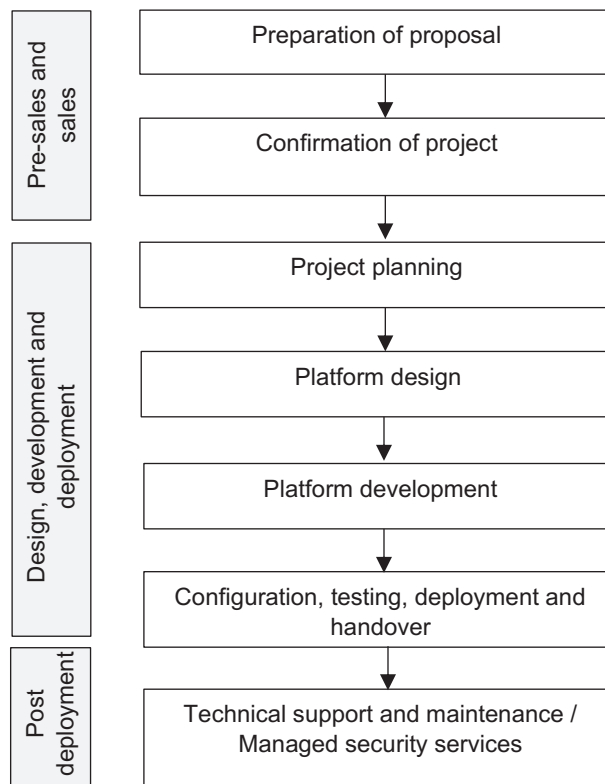 Pre-sales and
sales
Preparation of proposal
Confirmation of project
Design, development and
deployment
Project planning
Platform design
Platform development
Configuration, testing, deployment and
handover
Post
deployment
Technical support and maintenance /
Managed security services